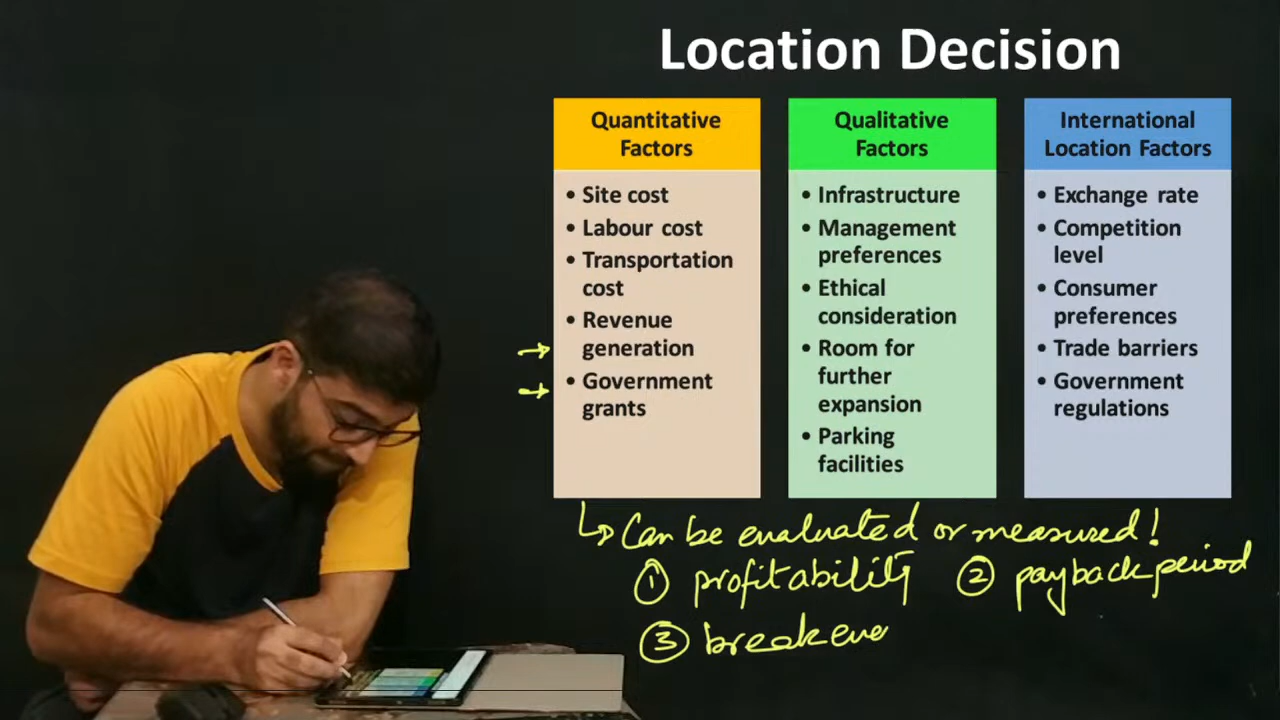 Location Decision
Quantitative
Factors
• Site cost
• Labour cost
• Transportation
cost
• Revenue
generation
• Government
grants
Qualitative
Factors
• Infrastructure
• Management
preferences
• Ethical
consideration
• Room for
further
expansion
• Parking
facilities
International
Location Factors
• Exchange rate
• Competition
level
• Consumer
preferences
• Trade barriers
• Government
regulations
↳ Can be evaluated or measured!
① profitability ② payback period
③ breakeve